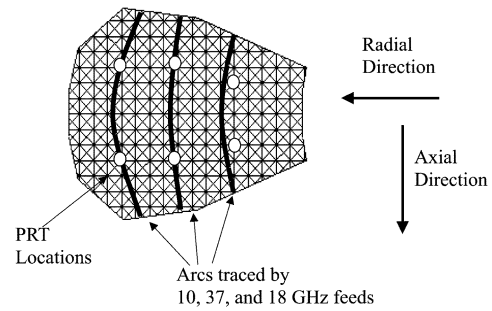 Radial
Direction
Axial
Direction
PRT
Locations
Arcs traced by
10, 37, and 18 GHz feeds